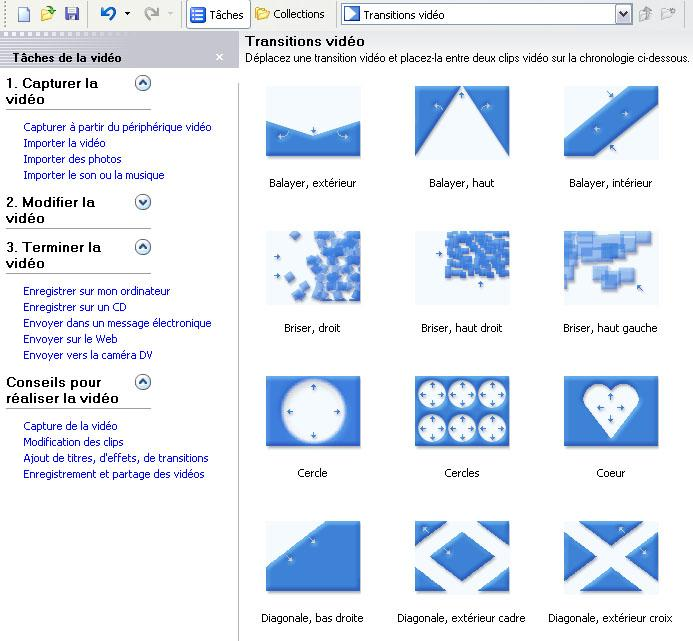 Tâches
Collections
Transitions vidéo
Tâches de la vidéo
1. Capturer la
vidéo
Capturer à partir du périphérique vidéo
Importer la vidéo
Importer des photos
Importer le son ou la musique
2. Modifier la
vidéo
3. Terminer la
vidéo
Enregistrer sur mon ordinateur
Enregistrer sur un CD
Envoyer dans un message électronique
Envoyer sur le Web
Envoyer vers la caméra DV
Conseils pour
réaliser la vidéo
Capture de la vidéo
Modification des clips
Ajout de titres, d'effets, de transitions
Enregistrement et partage des vidéos
Transitions vidéo
Déplacez une transition vidéo et placez-la entre deux clips vidéo sur la chronologie ci-dessous.
Balayer, extérieur
Balayer, haut
Balayer, intérieur
Briser, droit
Briser, haut droit
Briser, haut gauche
Cercle
Cercles
Coeur
Diagonale, bas droite
Diagonale, extérieur cadre
Diagonale, extérieur croix